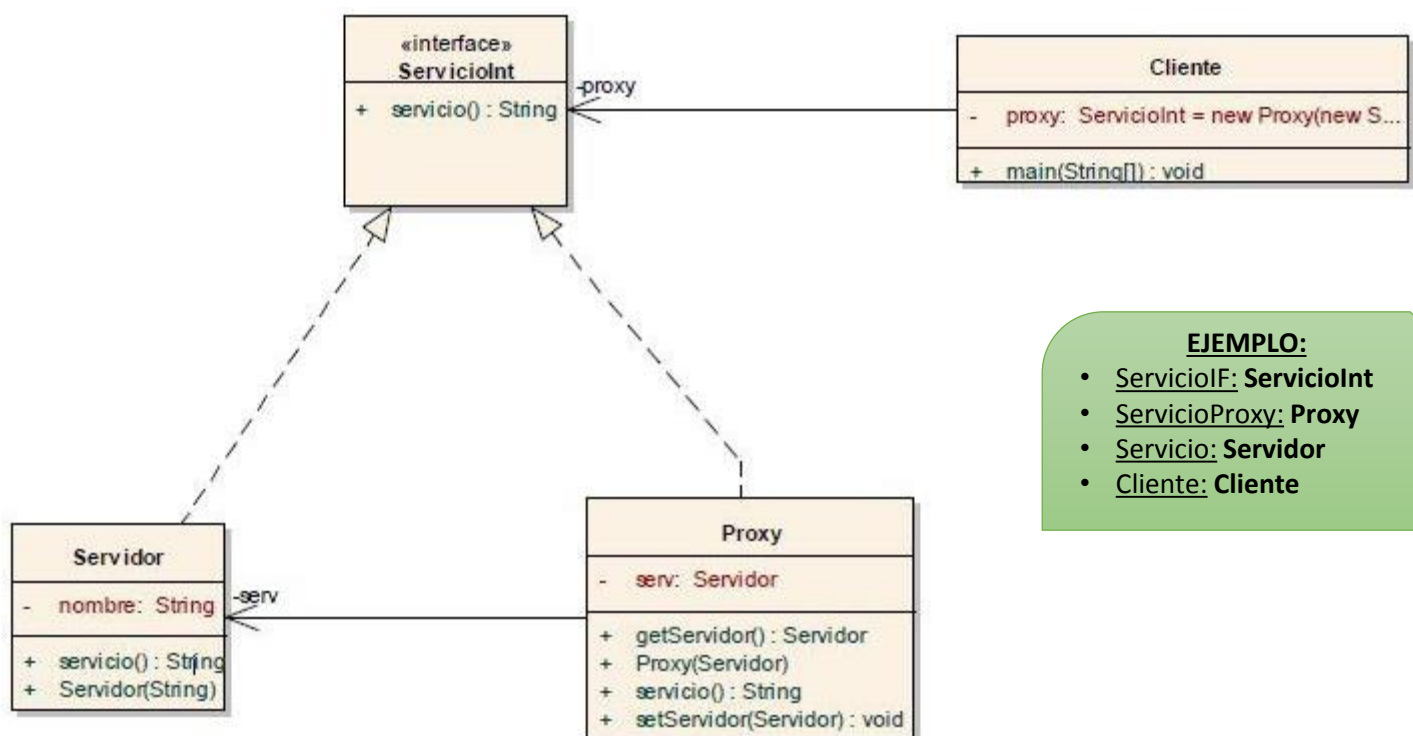 «interface»
ServicioInt
+ servicio() : String
-proxy
Cliente
- proxy: ServicioInt = new Proxy(new S...
+ main(String[]) : void
EJEMPLO:
• ServicioIF: ServicioInt
• ServicioProxy: Proxy
• Servicio: Servidor
• Cliente: Cliente
Servidor
- nombre: String
+ servicio() : String
+ Servidor(String)
-serv
Proxy
- serv: Servidor
+ getServidor() : Servidor
+ Proxy(Servidor)
+ servicio() : String
+ setServidor(Servidor) : void